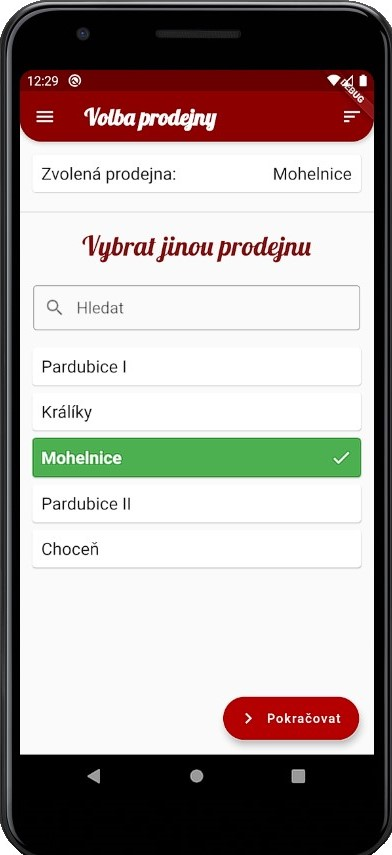 12:29
DEBUG
Volba prodejny
Zvolená prodejna: Mohelnice
Vybrat jinou prodejnu
Hledat
Pardubice I
Králíky
Mohelnice
Pardubice II
Choceň
Pokračovat